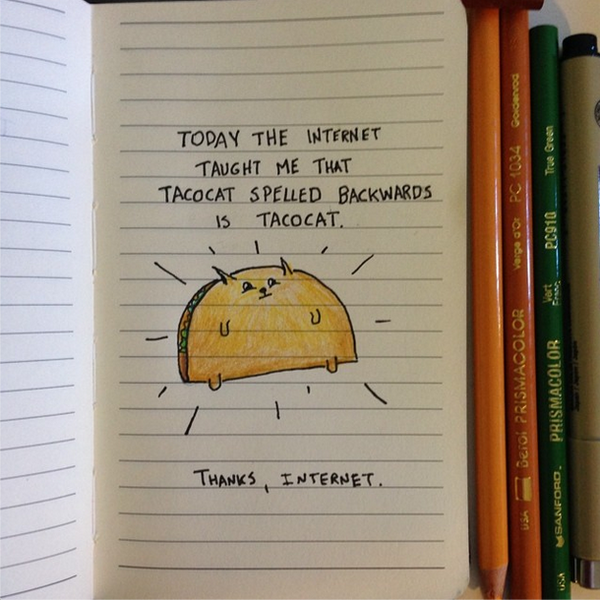 TODAY THE INTERNET
TAUGHT ME THAT
TACOCAT SPELLED BACKWARDS
IS TACOCAT.
THANKS, INTERNET.
USA Berol PRISMACOLOR Verge d'Or PC 1034 Goldenrod
USA SANFORD. PRISMACOLOR Vert PC910 True Green